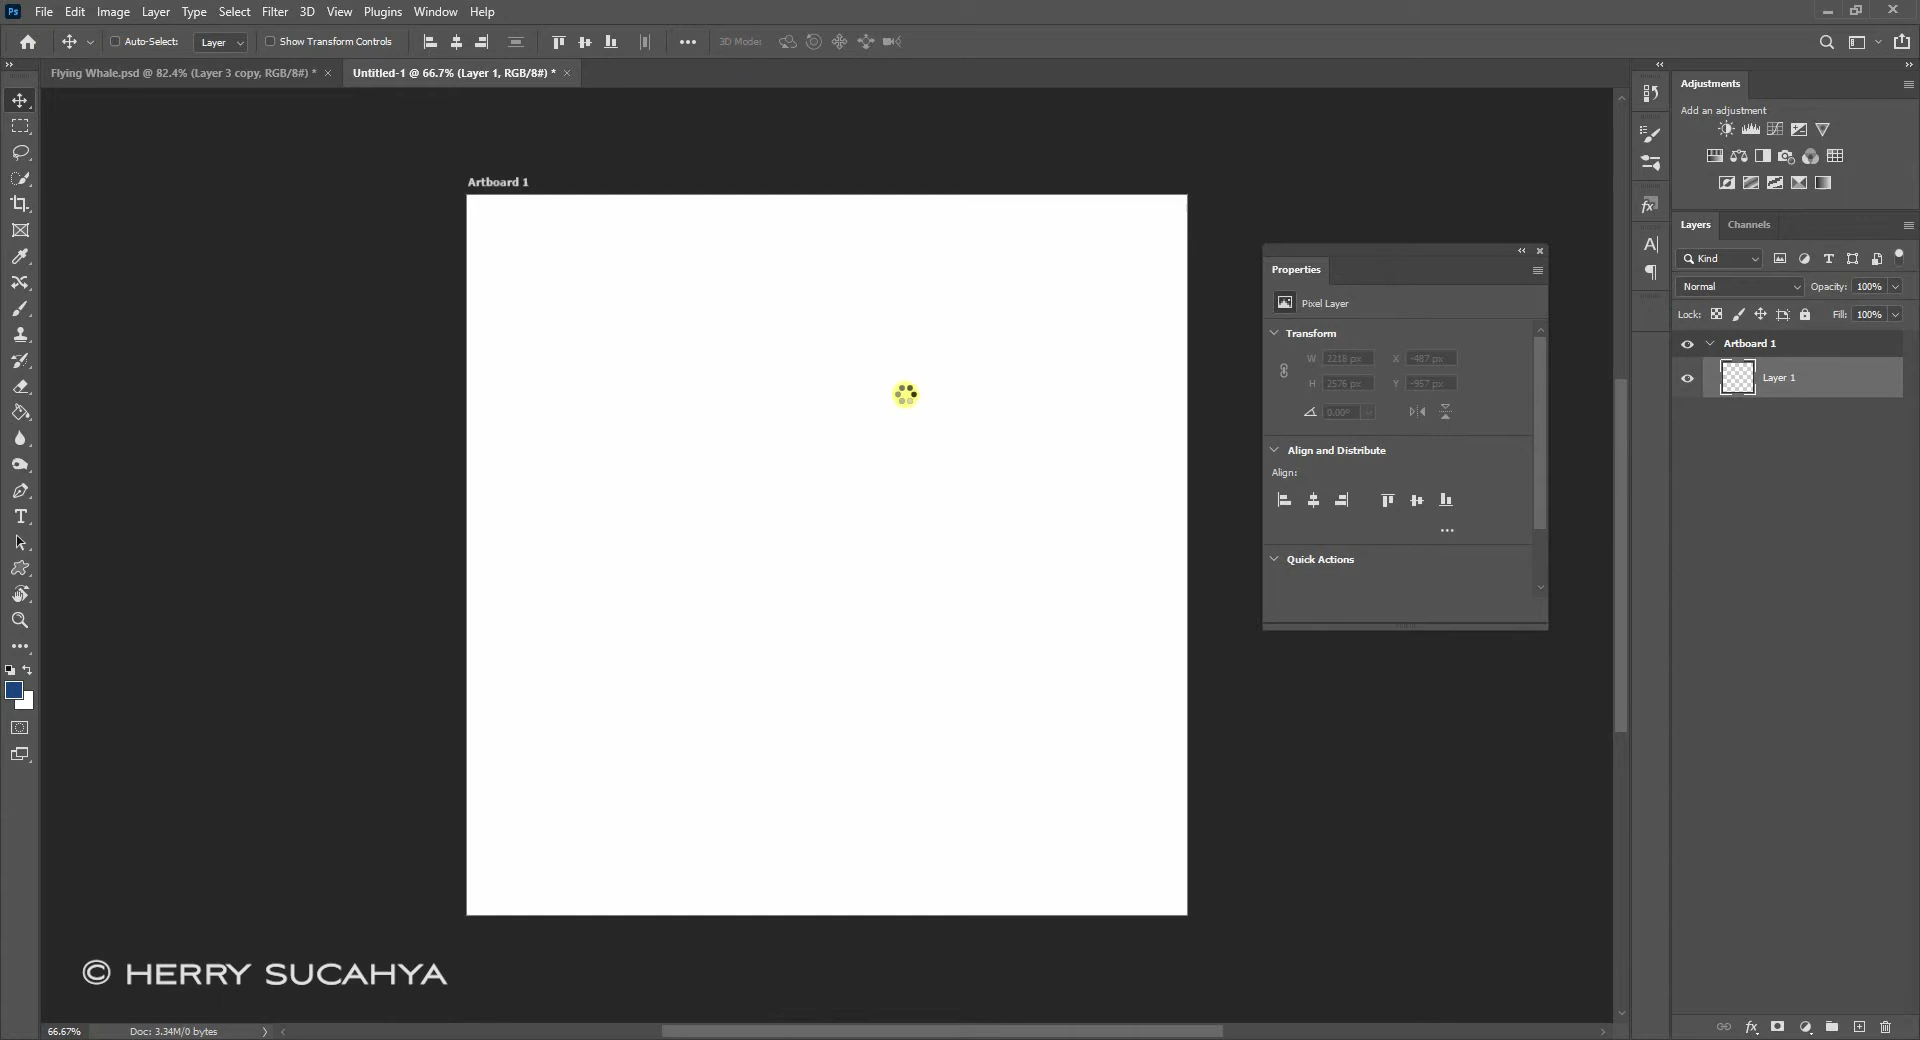 Ps File Edit Image Layer Type Select Filter 3D View Plugins Window Help
Auto-Select: Layer Show Transform Controls 3D Mode:
Flying Whale.psd @ 82.4% (Layer 3 copy, RGB/8#) * × Untitled-1 @ 66.7% (Layer 1, RGB/8#) * ×
Artboard 1
Properties
Pixel Layer
Transform
W 2218 px X -487 px
H 2576 px Y -957 px
0.00°
Align and Distribute
Align:
Quick Actions
Adjustments
Add an adjustment
Layers Channels
Kind
Normal Opacity: 100%
Lock: Fill: 100%
Artboard 1
Layer 1
© HERRY SUCAHYA
66.67% Doc: 3.34M/0 bytes